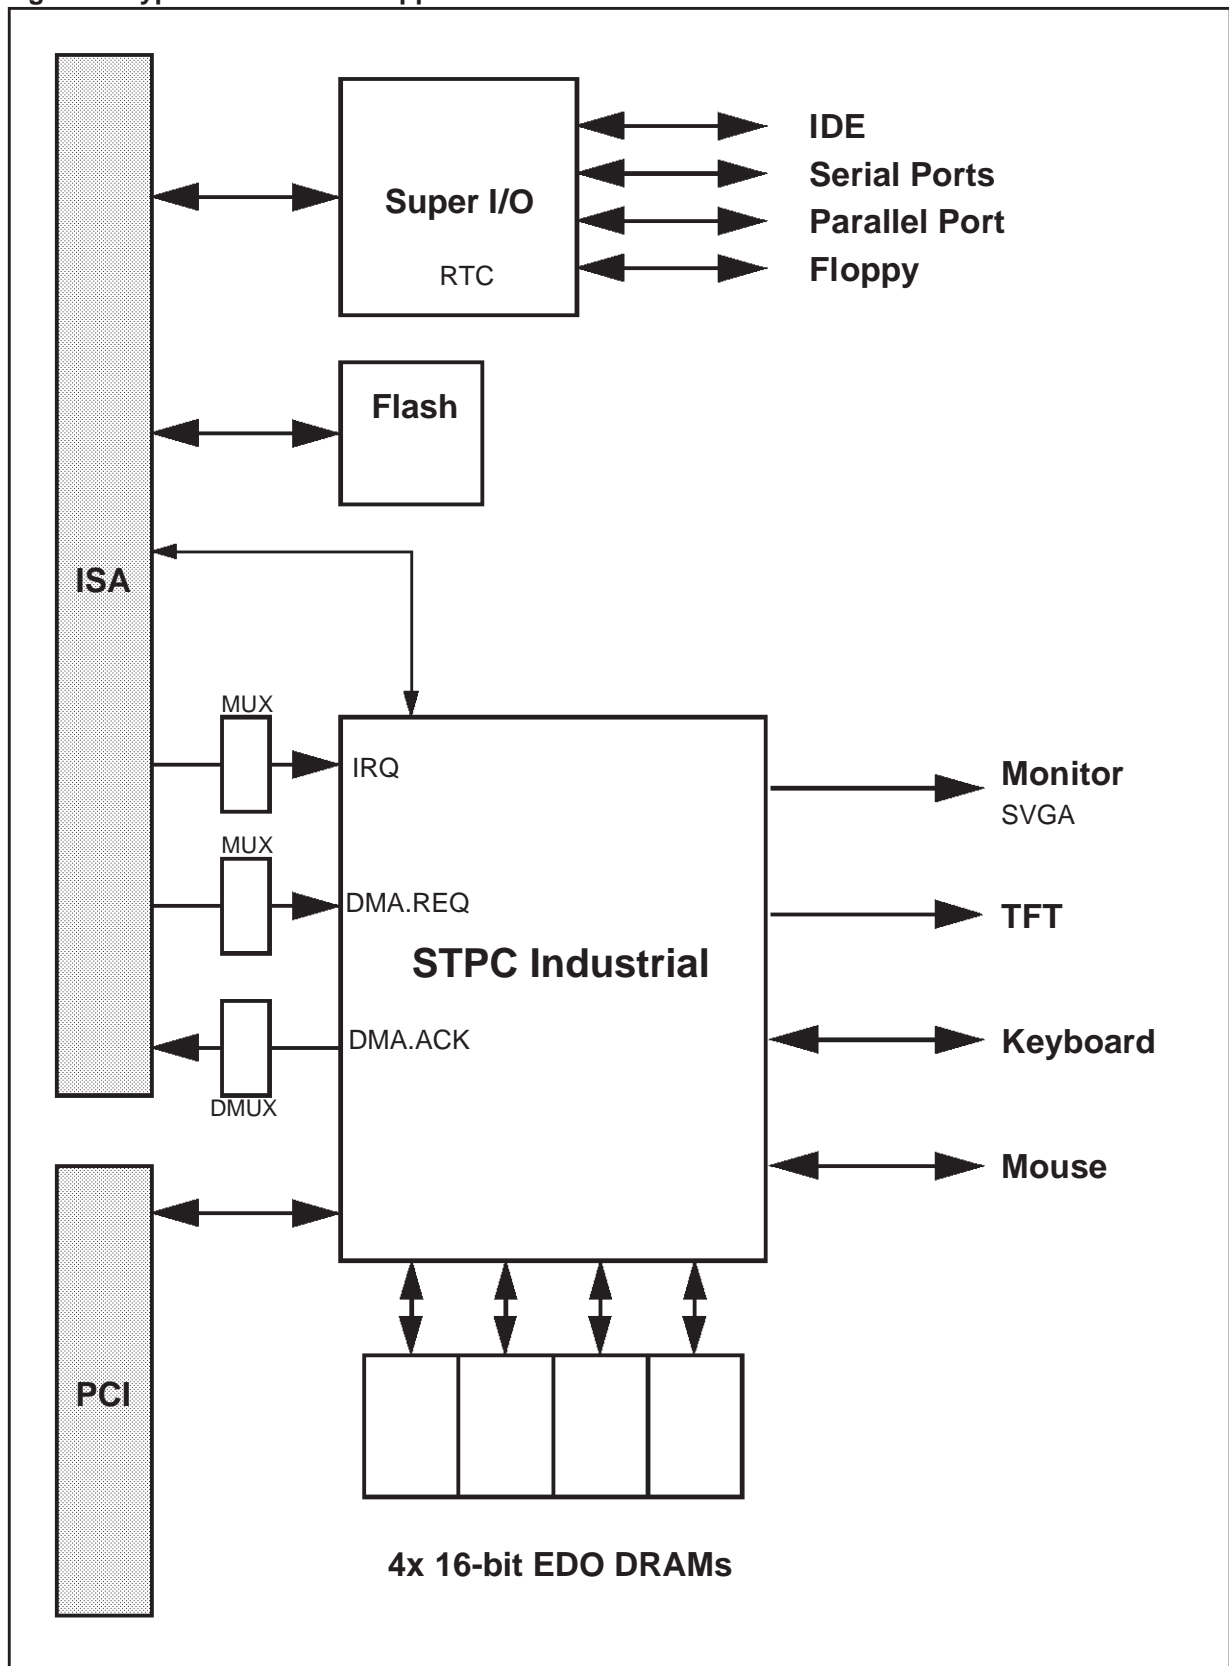 IDE
Serial Ports
Super I/O
Parallel Port
RTC
Floppy
Flash
ISA
MUX
IRQ
Monitor
SVGA
MUX
DMA.REQ
TFT
STPC Industrial
DMA.ACK
Keyboard
DMUX
Mouse
PCI
4x 16-bit EDO DRAMs